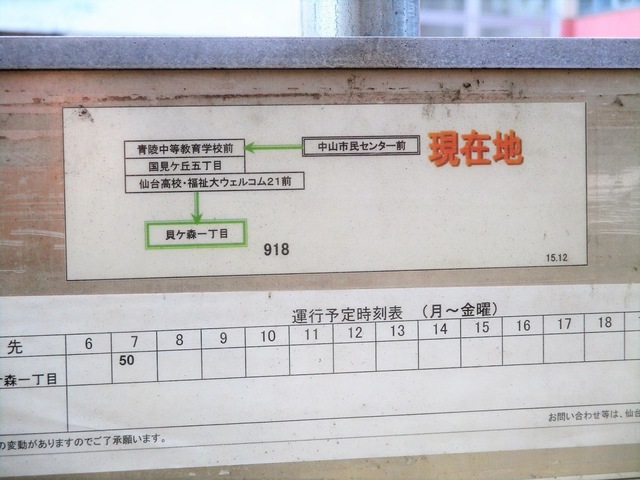 中山市民センター前
現在地
青陵中等教育学校前
国見ケ丘五丁目
仙台高校・福祉大ウェルコム21前
貝ケ森一丁目
918
15.12
運行予定時刻表 (月～金曜)
先 6 7 8 9 10 11 12 13 14 15 16 17 18
ケ森一丁目 50
お問い合わせ等は、仙台
の変動がありますのでご了承願います。